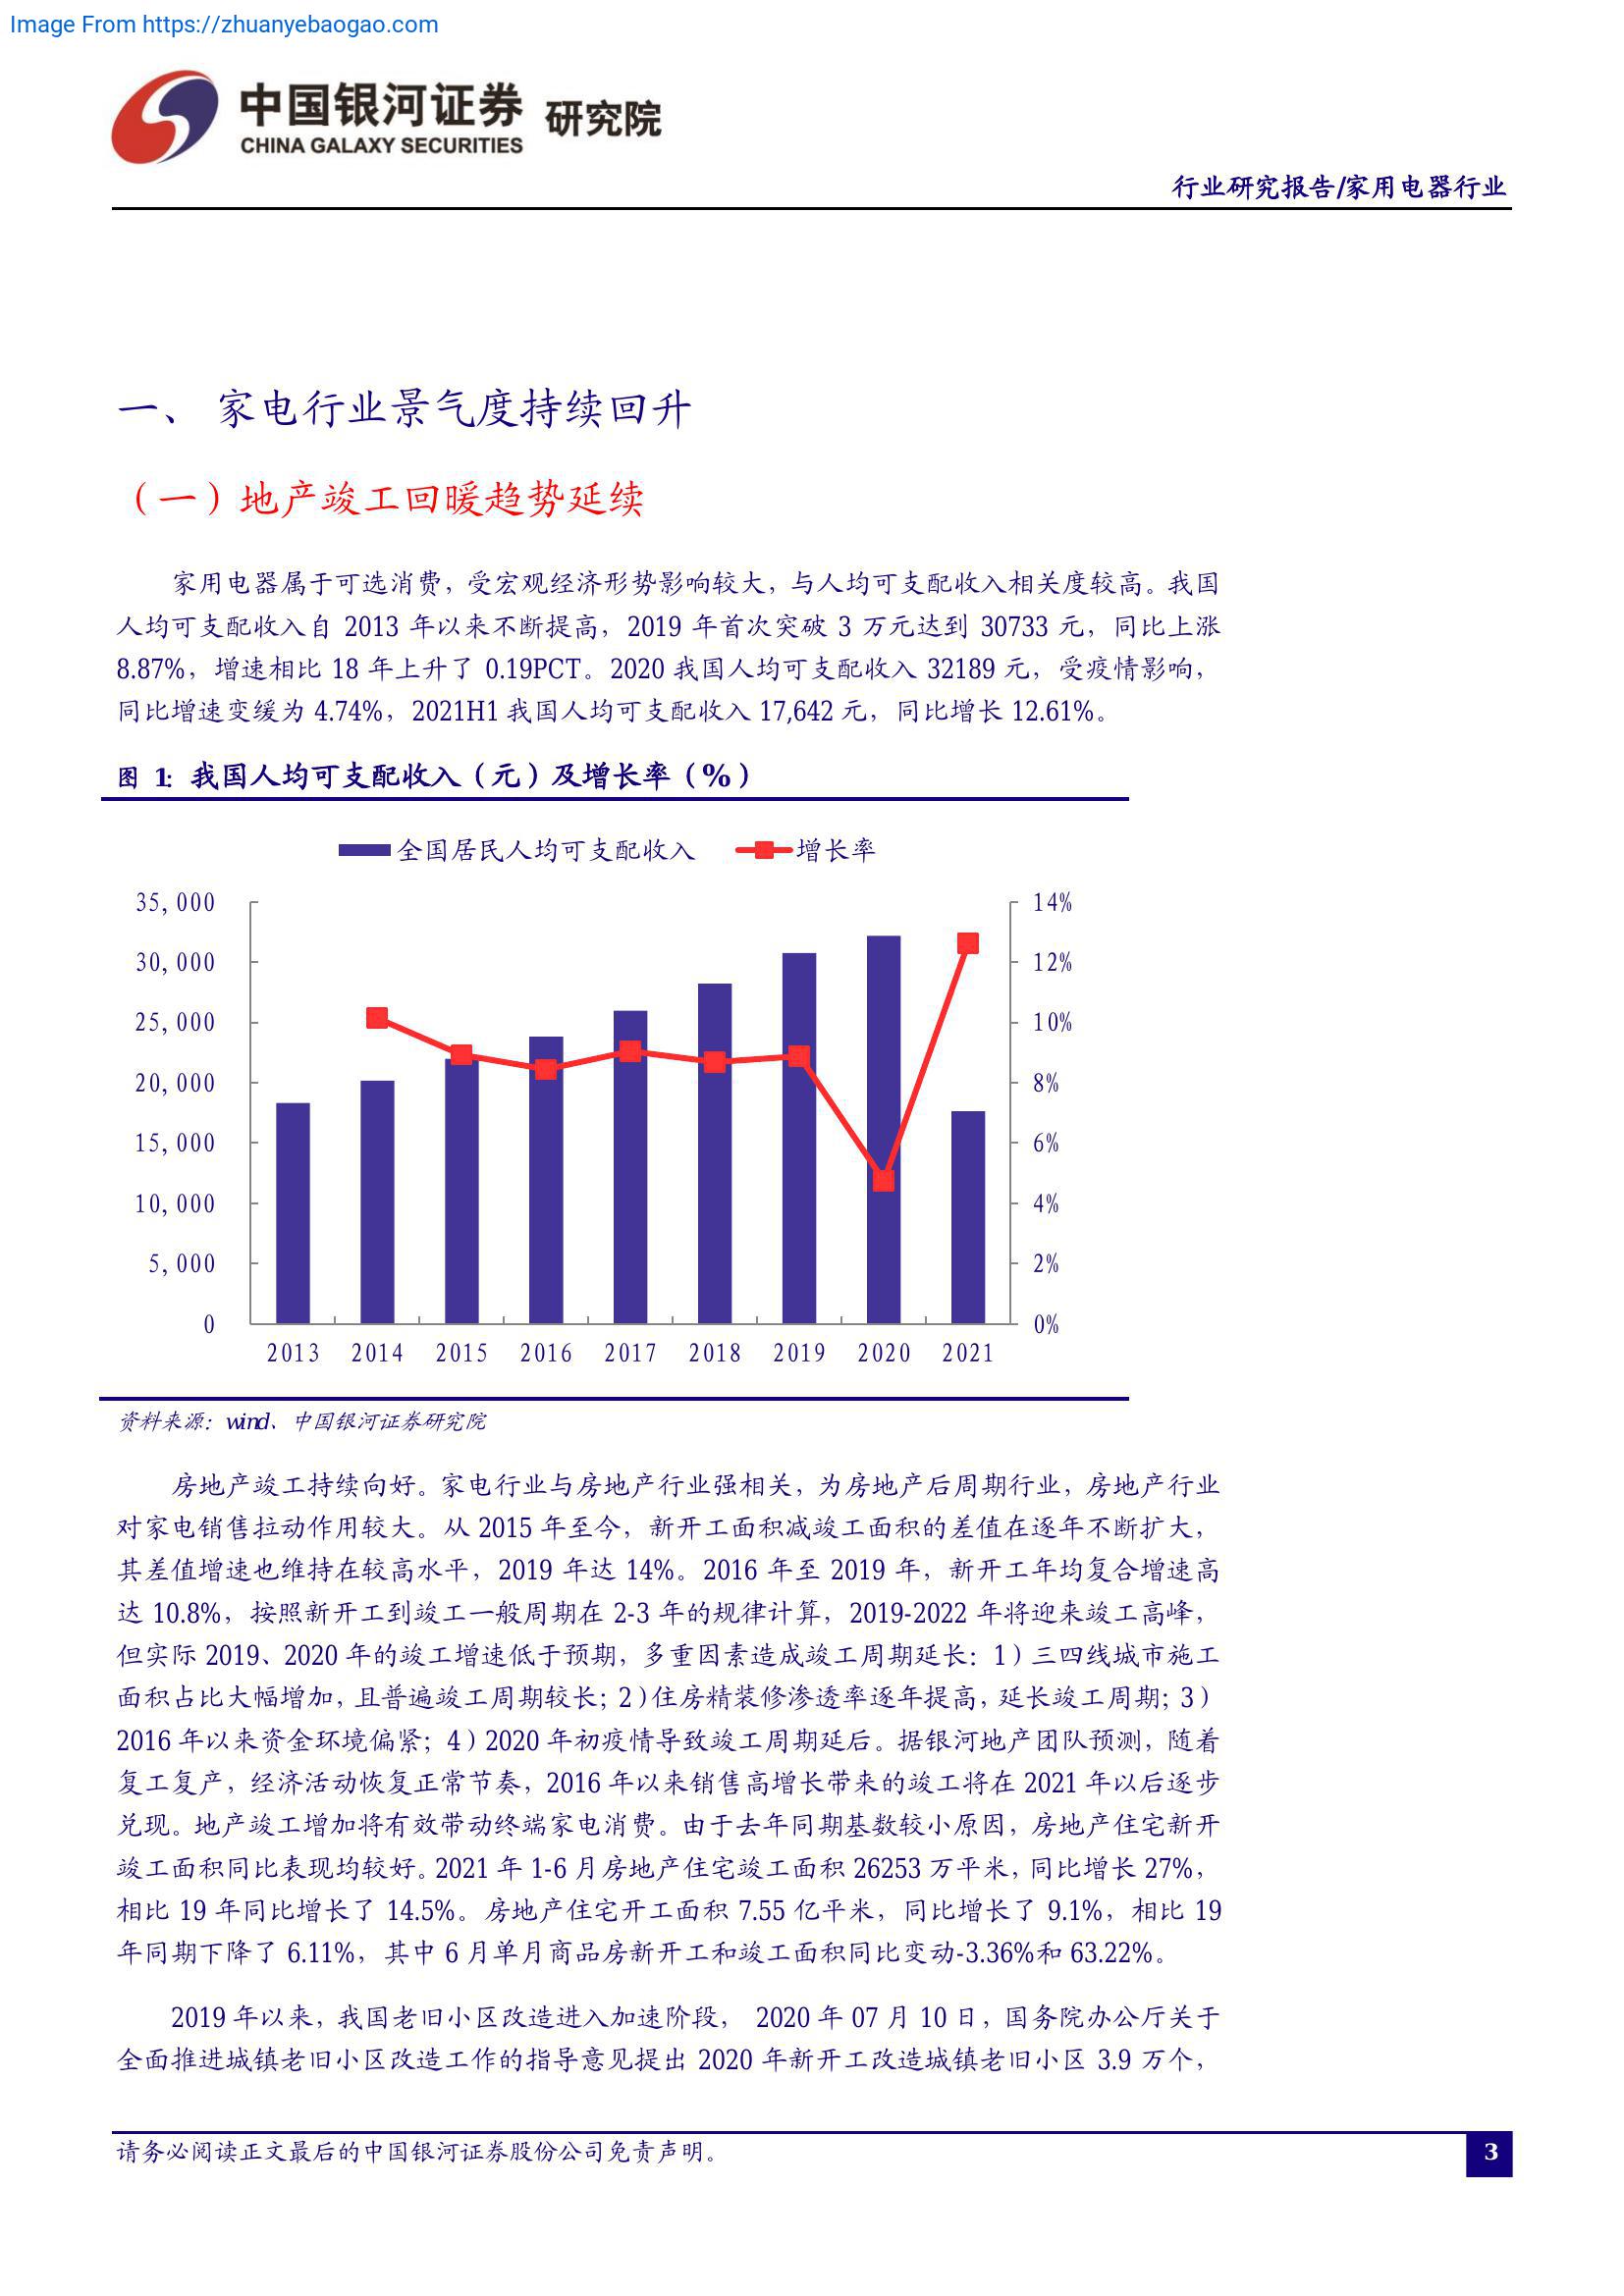 Image From https://zhuanyebaogao.com
中国银河证券 研究院
CHINA GALAXY SECURITIES
行业研究报告/家用电器行业
一、 家电行业景气度持续回升
（一）地产竣工回暖趋势延续
家用电器属于可选消费，受宏观经济形势影响较大，与人均可支配收入相关度较高。我国
人均可支配收入自 2013 年以来不断提高，2019 年首次突破 3 万元达到 30733 元，同比上涨
8.87%，增速相比 18 年上升了 0.19PCT。2020 我国人均可支配收入 32189 元，受疫情影响，
同比增速变缓为 4.74%，2021H1 我国人均可支配收入 17,642 元，同比增长 12.61%。
图 1：我国人均可支配收入（元）及增长率（%）
全国居民人均可支配收入 增长率
35,000 14%
30,000 12%
25,000 10%
20,000 8%
15,000 6%
10,000 4%
5,000 2%
0 0%
2013 2014 2015 2016 2017 2018 2019 2020 2021
资料来源：wind、中国银河证券研究院
房地产竣工持续向好。家电行业与房地产行业强相关，为房地产后周期行业，房地产行业
对家电销售拉动作用较大。从 2015 年至今，新开工面积减竣工面积的差值在逐年不断扩大，
其差值增速也维持在较高水平，2019 年达 14%。2016 年至 2019 年，新开工年均复合增速高
达 10.8%，按照新开工到竣工一般周期在 2-3 年的规律计算，2019-2022 年将迎来竣工高峰，
但实际 2019、2020 年的竣工增速低于预期，多重因素造成竣工周期延长：1）三四线城市施工
面积占比大幅增加，且普遍竣工周期较长；2）住房精装修渗透率逐年提高，延长竣工周期；3）
2016 年以来资金环境偏紧；4）2020 年初疫情导致竣工周期延后。据银河地产团队预测，随着
复工复产，经济活动恢复正常节奏，2016 年以来销售高增长带来的竣工将在 2021 年以后逐步
兑现。地产竣工增加将有效带动终端家电消费。由于去年同期基数较小原因，房地产住宅新开
竣工面积同比表现均较好。2021 年 1-6 月房地产住宅竣工面积 26253 万平米，同比增长 27%，
相比 19 年同比增长了 14.5%。房地产住宅开工面积 7.55 亿平米，同比增长了 9.1%，相比 19
年同期下降了 6.11%，其中 6 月单月商品房新开工和竣工面积同比变动-3.36%和 63.22%。
2019 年以来，我国老旧小区改造进入加速阶段， 2020 年 07 月 10 日，国务院办公厅关于
全面推进城镇老旧小区改造工作的指导意见提出 2020 年新开工改造城镇老旧小区 3.9 万个，
请务必阅读正文最后的中国银河证券股份公司免责声明。
3